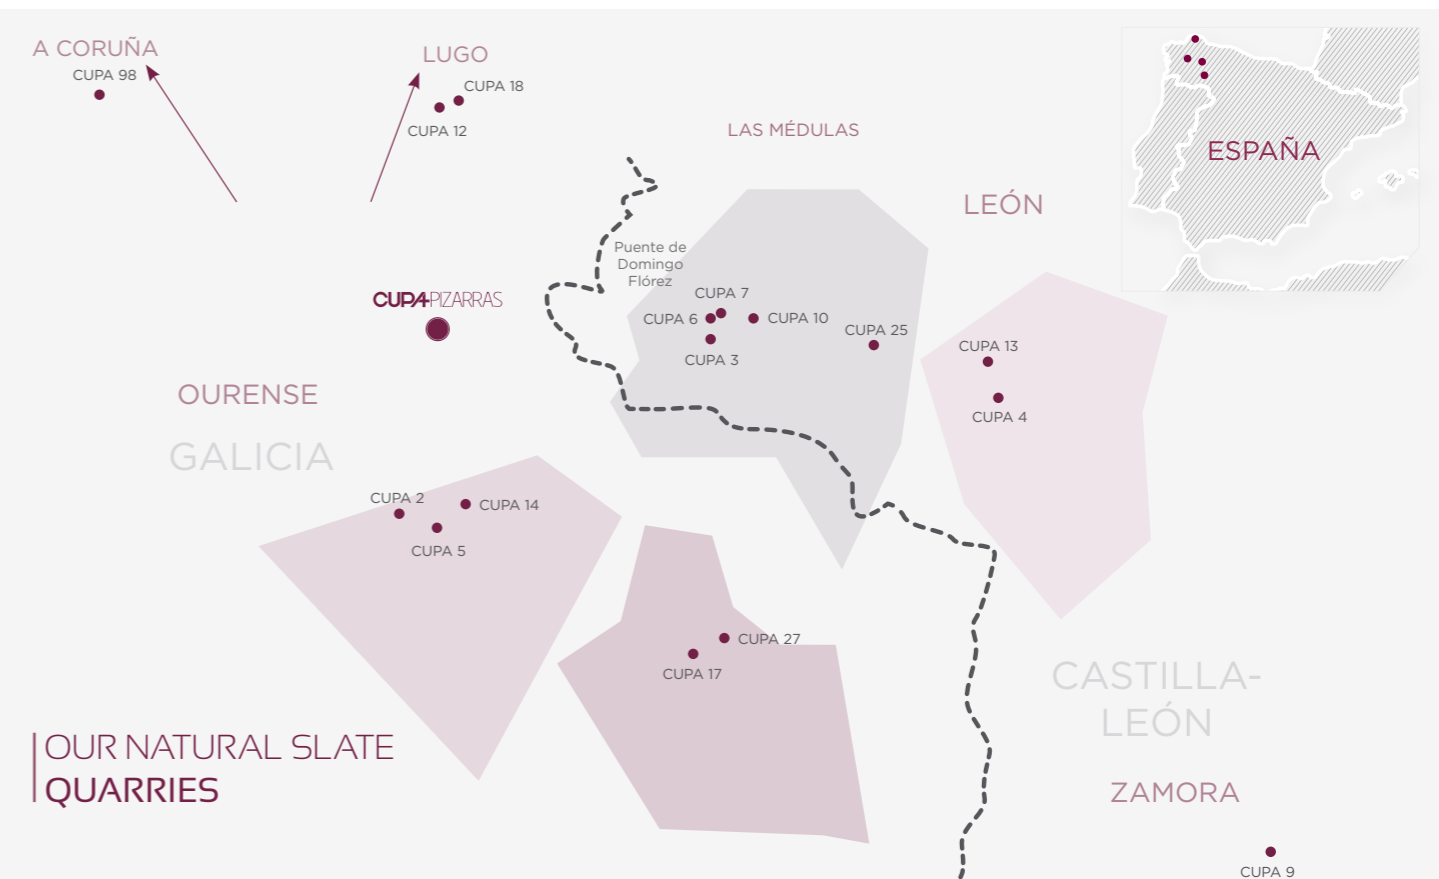 A CORUÑA
CUPA 98
LUGO
CUPA 18
CUPA 12
LAS MÉDULAS
ESPAÑA
LEÓN
Puente de
Domingo
Flórez
CUPA PIZARRAS
CUPA 7
CUPA 6
CUPA 10
CUPA 3
CUPA 25
CUPA 13
CUPA 4
OURENSE
GALICIA
CUPA 2
CUPA 14
CUPA 5
CUPA 27
CUPA 17
CASTILLA-
LEÓN
ZAMORA
CUPA 9
OUR NATURAL SLATE
QUARRIES